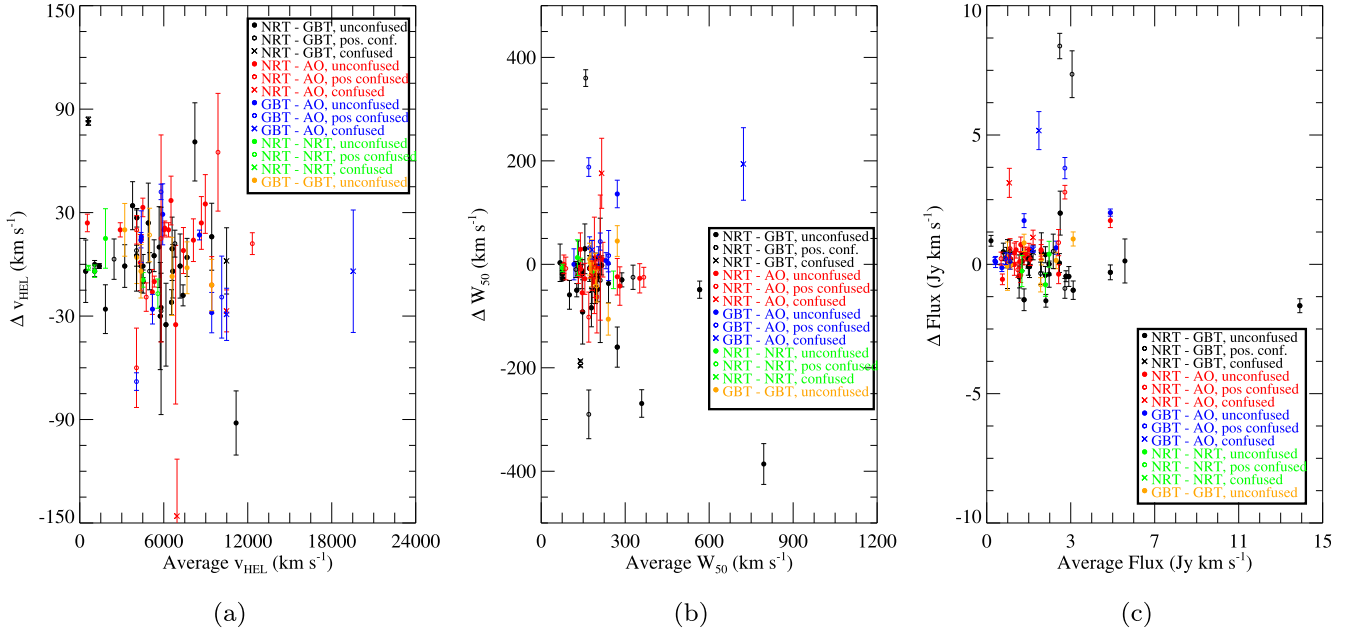 150
90
30
-30
-90
-150
Δ vHEL (km s-1)
0
6000
12000
18000
24000
Average vHEL (km s-1)
NRT - GBT, unconfused
NRT - GBT, pos. conf.
NRT - GBT, confused
NRT - AO, unconfused
NRT - AO, pos confused
NRT - AO, confused
GBT - AO, unconfused
GBT - AO, pos confused
GBT - AO, confused
NRT - NRT, unconfused
NRT - NRT, pos confused
NRT - NRT, confused
GBT - GBT, unconfused
(a)
400
200
0
-200
-400
Δ W50 (km s-1)
0
300
600
900
1200
Average W50 (km s-1)
NRT - GBT, unconfused
NRT - GBT, pos. conf.
NRT - GBT, confused
NRT - AO, unconfused
NRT - AO, pos confused
NRT - AO, confused
GBT - AO, unconfused
GBT - AO, pos confused
GBT - AO, confused
NRT - NRT, unconfused
NRT - NRT, pos confused
NRT - NRT, confused
GBT - GBT, unconfused
(b)
10
5
0
-5
-10
Δ Flux (Jy km s-1)
0
3
7
11
15
Average Flux (Jy km s-1)
NRT - GBT, unconfused
NRT - GBT, pos. conf.
NRT - GBT, confused
NRT - AO, unconfused
NRT - AO, pos confused
NRT - AO, confused
GBT - AO, unconfused
GBT - AO, pos confused
GBT - AO, confused
NRT - NRT, unconfused
NRT - NRT, pos confused
NRT - NRT, confused
GBT - GBT, unconfused
(c)